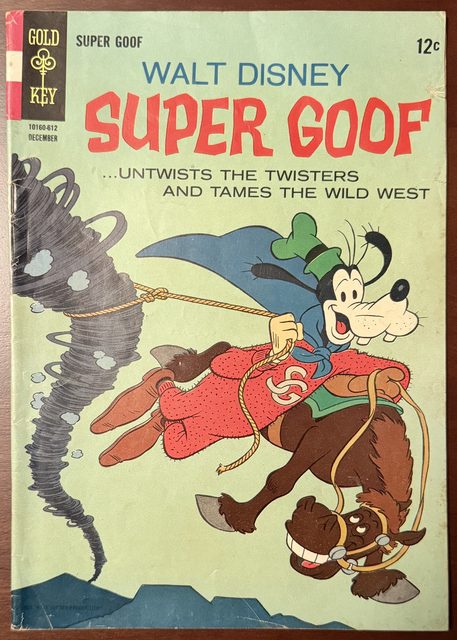 GOLD
KEY
SUPER GOOF
12c
10160-612
DECEMBER
WALT DISNEY
SUPER GOOF
...UNTWISTS THE TWISTERS
AND TAMES THE WILD WEST